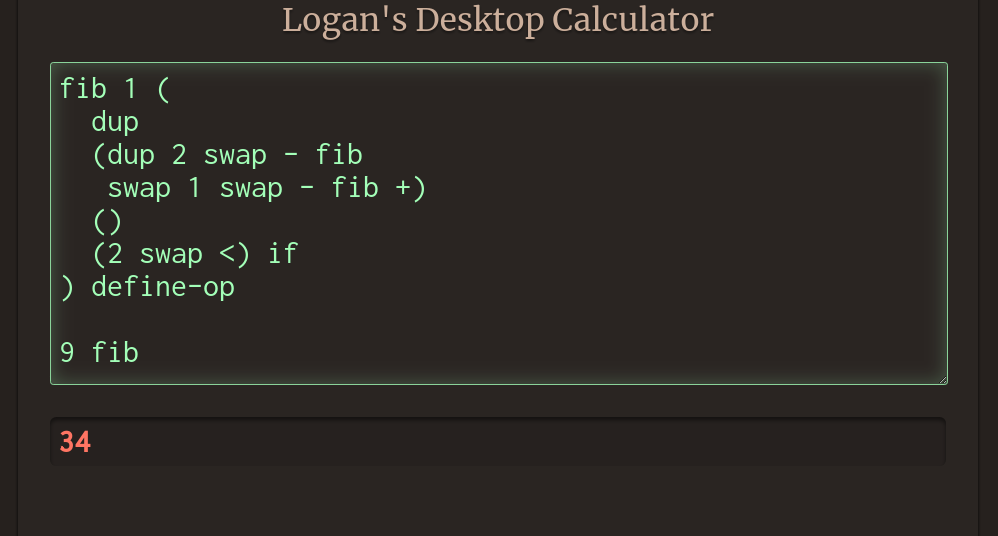 Logan's Desktop Calculator
fib 1 (
  dup
  (dup 2 swap - fib
   swap 1 swap - fib +)
  ()
  (2 swap <) if
) define-op
9 fib
34